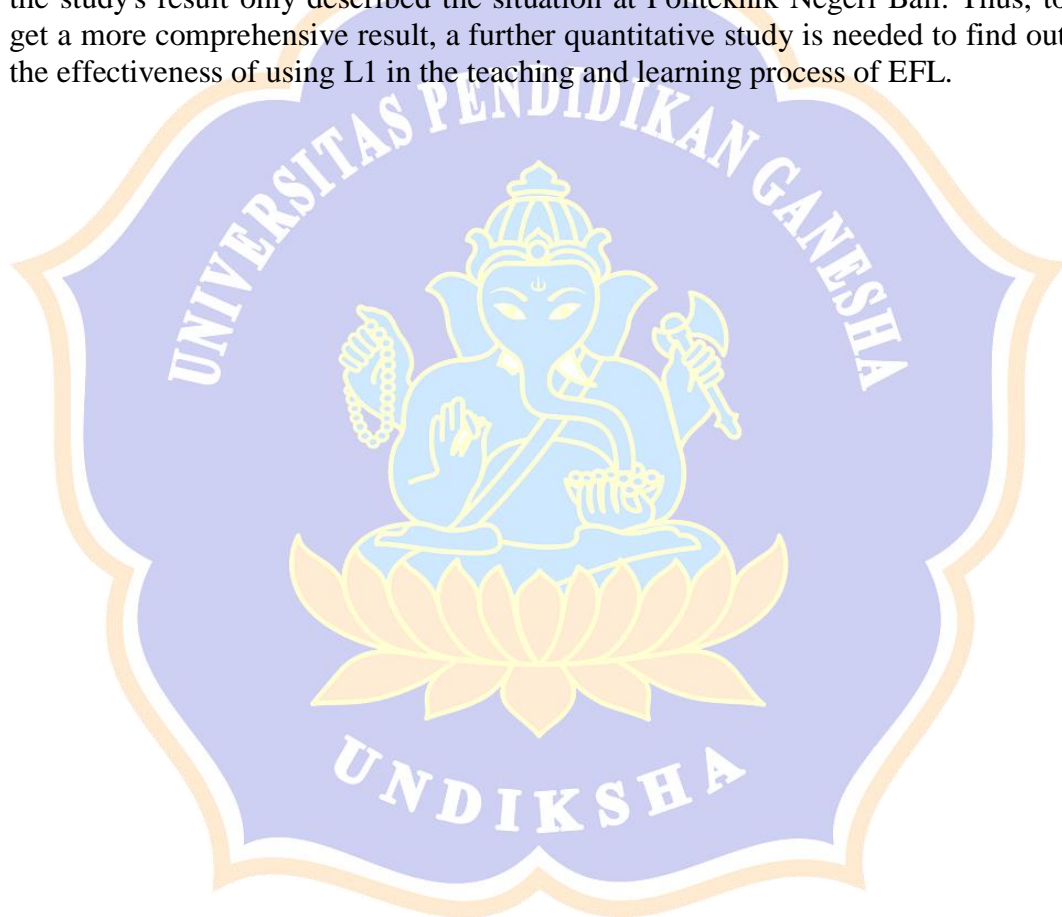 the study's result only described the situation at Politeknik Negeri Bali. Thus, to
get a more comprehensive result, a further quantitative study is needed to find out
the effectiveness of using L1 in the teaching and learning process of EFL.
UNIVERSITAS PENDIDIKAN GANESHA
UNDIKSHA